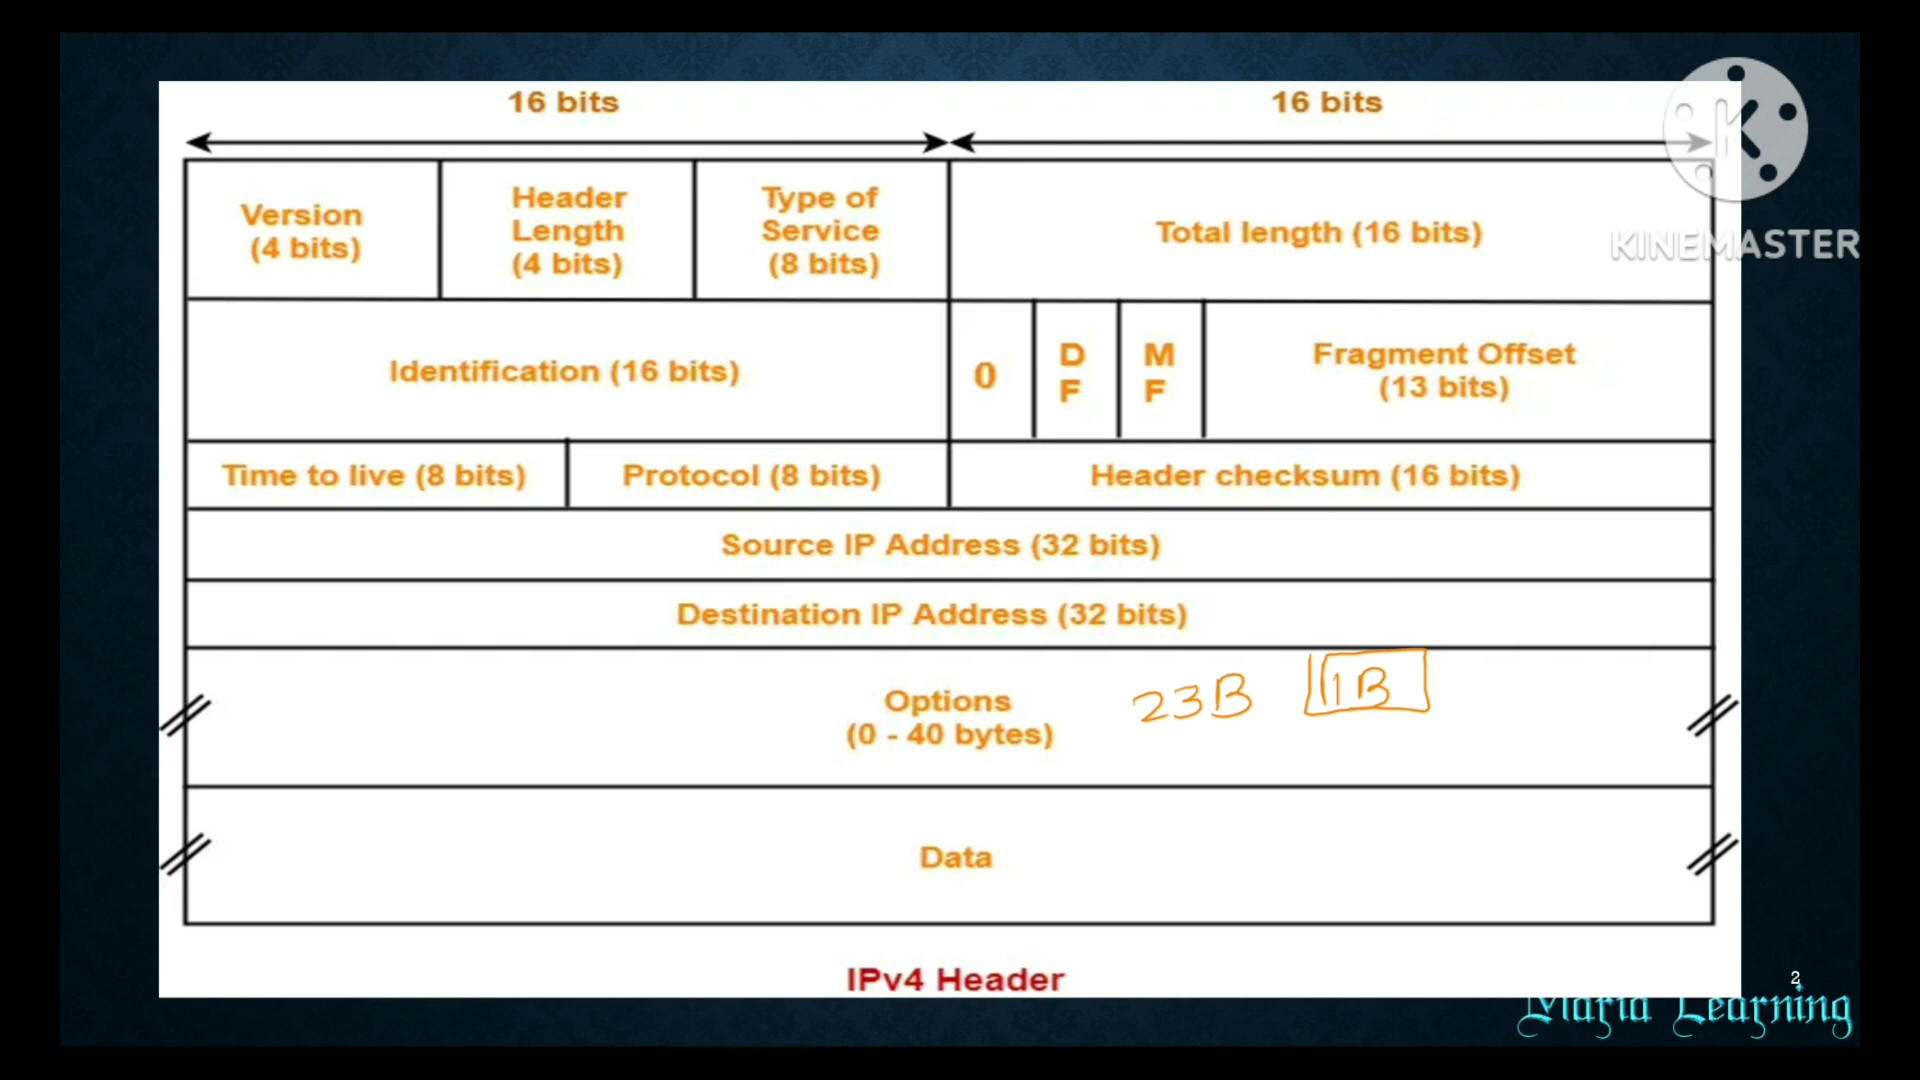 16 bits 16 bits
Version
(4 bits)
Header
Length
(4 bits)
Type of
Service
(8 bits)
Total length (16 bits)
KINEMASTER
Identification (16 bits)
0
D
F
M
F
Fragment Offset
(13 bits)
Time to live (8 bits) Protocol (8 bits) Header checksum (16 bits)
Source IP Address (32 bits)
Destination IP Address (32 bits)
Options
(0 - 40 bytes)
23B 1B
Data
IPv4 Header
2
Maria Learning